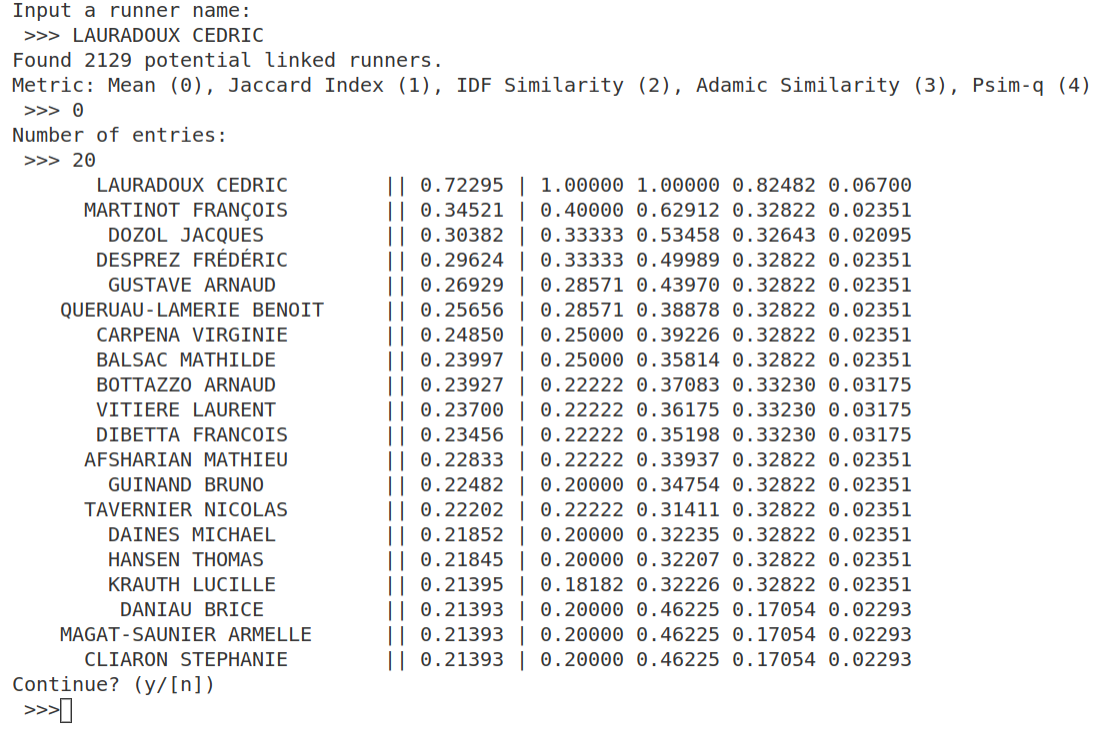 Input a runner name:
>>> LAURADOUX CEDRIC
Found 2129 potential linked runners.
Metric: Mean (0), Jaccard Index (1), IDF Similarity (2), Adamic Similarity (3), Psim-q (4)
>>> 0
Number of entries:
>>> 20
LAURADOUX CEDRIC || 0.72295 | 1.00000 1.00000 0.82482 0.06700
MARTINOT FRANÇOIS || 0.34521 | 0.40000 0.62912 0.32822 0.02351
DOZOL JACQUES || 0.30382 | 0.33333 0.53458 0.32643 0.02095
DESPREZ FRÉDÉRIC || 0.29624 | 0.33333 0.49989 0.32822 0.02351
GUSTAVE ARNAUD || 0.26929 | 0.28571 0.43970 0.32822 0.02351
QUERUAU-LAMERIE BENOIT || 0.25656 | 0.28571 0.38878 0.32822 0.02351
CARPENA VIRGINIE || 0.24850 | 0.25000 0.39226 0.32822 0.02351
BALSAC MATHILDE || 0.23997 | 0.25000 0.35814 0.32822 0.02351
BOTTAZZO ARNAUD || 0.23927 | 0.22222 0.37083 0.33230 0.03175
VITIERE LAURENT || 0.23700 | 0.22222 0.36175 0.33230 0.03175
DIBETTA FRANCOIS || 0.23456 | 0.22222 0.35198 0.33230 0.03175
AFSHARIAN MATHIEU || 0.22833 | 0.22222 0.33937 0.32822 0.02351
GUINAND BRUNO || 0.22482 | 0.20000 0.34754 0.32822 0.02351
TAVERNIER NICOLAS || 0.22202 | 0.22222 0.31411 0.32822 0.02351
DAINES MICHAEL || 0.21852 | 0.20000 0.32235 0.32822 0.02351
HANSEN THOMAS || 0.21845 | 0.20000 0.32207 0.32822 0.02351
KRAUTH LUCILLE || 0.21395 | 0.18182 0.32226 0.32822 0.02351
DANIAU BRICE || 0.21393 | 0.20000 0.46225 0.17054 0.02293
MAGAT-SAUNIER ARMELLE || 0.21393 | 0.20000 0.46225 0.17054 0.02293
CLIARON STEPHANIE || 0.21393 | 0.20000 0.46225 0.17054 0.02293
Continue? (y/[n])
>>>